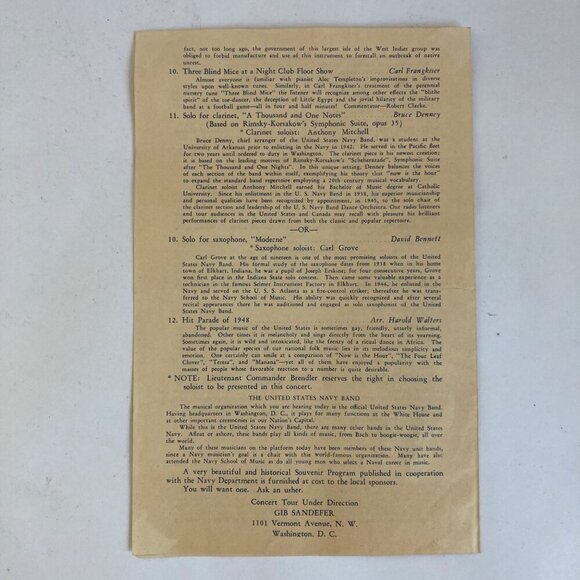 fact, not too long ago, the government of this largest isle of the West Indies group was
obliged to forbid manufacture and use of this instrument to forestall an outbreak of native
unrest.
10. Three Blind Mice at a Night Club Floor Show Carl Frangkiser
Almost everyone is familiar with pianist Alec Templeton's improvisations in diverse
styles upon well-known tunes. Similarly, in Carl Frangkiser's treatment of the perennial
nursery tune "Three Blind Mice" the listener will recognize among other effects the "blithe
spirit" of the toe-dancer, the deception of Little Egypt and the jovial hilarity of the military
band at a football game—all in four and half minutes! Commentator—Robert Clarke.
11. Solo for clarinet, "A Thousand and One Notes" Bruce Denney
(Based on Rimsky-Korsakow's Symphonic Suite, opus 35)
* Clarinet soloist: Anthony Mitchell
Bruce Denny, chief arranger of the United States Navy Band, was a student at the
University of Arkansas prior to enlisting in the Navy in 1942. He served in the Pacific fleet
for two years until ordered to duty in Washington. The clarinet piece is his newest creation;
it is based on the leading motives of Rimsky-Korsakow's "Scheharazade", Symphonic Suite
after "The Thousand and One Nights". In this unique setting, Denney balances the voices
of each section of the band within itself, exemplifying his theory that "now is the hour"
to expand the standard band repertoire employing a 20th century musical vocabulary.
Clarinet soloist Anthony Mitchell earned his Bachelor of Music degree at Catholic
University. Since his enlistment in the U. S. Navy Band in 1938, his superior musicianship
and personal qualities have been recognized by appointment, in 1945, to the solo chair of
the clarinet section and leadership of the U. S. Navy Band Dance Orchestra. Our radio listeners
and tour audiences in the United States and Canada may recall with pleasure his brilliant
performances of clarinet pieces drawn from both the classic and popular repertoire.
—OR—
10. Solo for saxophone, "Moderne" David Bennett
* Saxophone soloist: Carl Grove
Carl Grove at the age of nineteen is one of the most promising soloists of the United
States Navy Band. His formal study of the saxophone dates from 1938 when in his home
town of Elkhart, Indiana, he was a pupil of Joseph Erskine; for four consecutive years, Grove
won first place in the Indiana State solo contest. Then came some valuable experience as a
technician in the famous Selmer Instrument Factory in Elkhart. In 1944, he enlisted in the
Navy and served on the U. S. S. Atlanta as a fire-control striker; thereafter he was trans-
ferred to the Navy School of Music. His ability was quickly recognized and after several
recital appearances there he was auditioned and engaged as solo saxophonist of the United
States Navy Band.
12. Hit Parade of 1948 Arr. Harold Walters
The popular music of the United States is sometimes gay, friendly, utterly informal,
abandoned. Other times it is melancholy and sings directly from the heart of its yearning.
Sometimes again, it is wild and intoxicated, like the frenzy of a ritual dance in Africa. The
value of the popular species of our national folk music lies in its melodious simplicity and
emotion. One certainly can smile at a comparison of "Now is the Hour", "The Four Leaf
Clover", "Teresa", and "Manana"—yet all of them have enjoyed a popularity with the
masses of people whose favorable reaction to a number is quite desirable.
* NOTE: Lieutenant Commander Brendler reserves the right in choosing the
soloist to be presented in this concert.
THE UNITED STATES NAVY BAND
The musical organization which you are hearing today is the official United States Navy Band.
Having headquarters in Washington, D. C., it plays for many functions at the White House and
at other important ceremonies in our Nation's Capital.
While this is the United States Navy Band, there are many other bands in the United States
Navy. Afloat or ashore, these bands play all kinds of music, from Bach to boogie-woogie, all over
the world.
Many of these musicians on the platform today have been members of these Navy unit bands,
since a Navy musician's goal is a chair with this world-famous organization. Many have also
attended the Navy School of Music as do all young men who select a Naval career in music.
A very beautiful and historical Souvenir Program published in cooperation
with the Navy Department is furnished at cost to the local sponsors.
You will want one. Ask an usher.
Concert Tour Under Direction
GIB SANDEFER
1101 Vermont Avenue, N. W.
Washington, D. C.